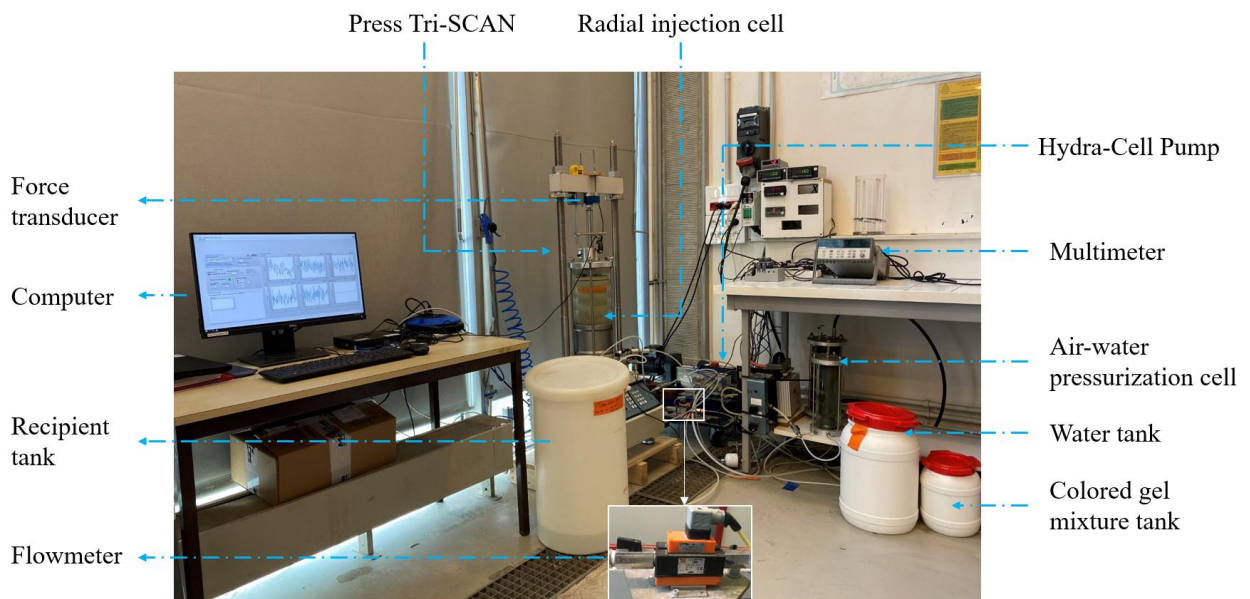 Press Tri-SCAN
Radial injection cell
Hydra-Cell Pump
Force
transducer
Multimeter
Computer
Air-water
pressurization cell
Recipient
tank
Water tank
Colored gel
mixture tank
Flowmeter